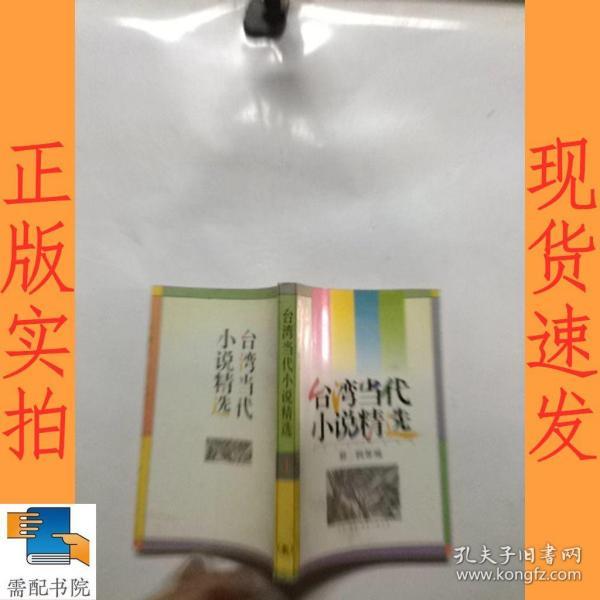 正版实拍
现货速发
台湾当代
小说精选
台湾当代小说精选
台湾当代
小说精选
需配书院
孔夫子旧书网
www.kongfz.com